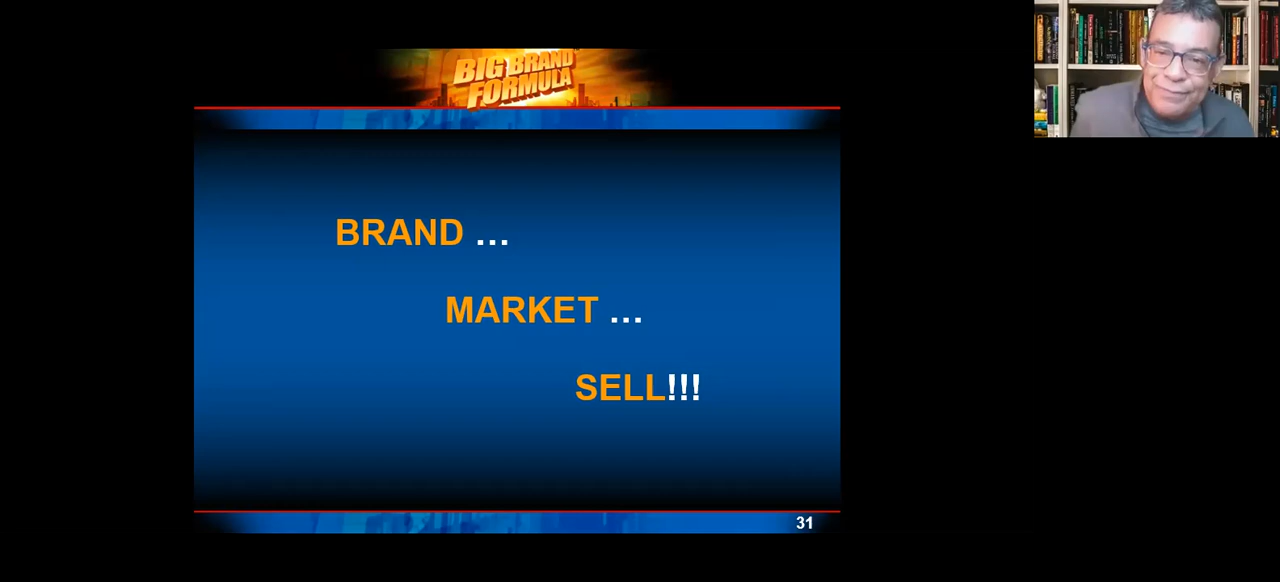 BIG BRAND
FORMULA
BRAND ...
MARKET ...
SELL!!!
31